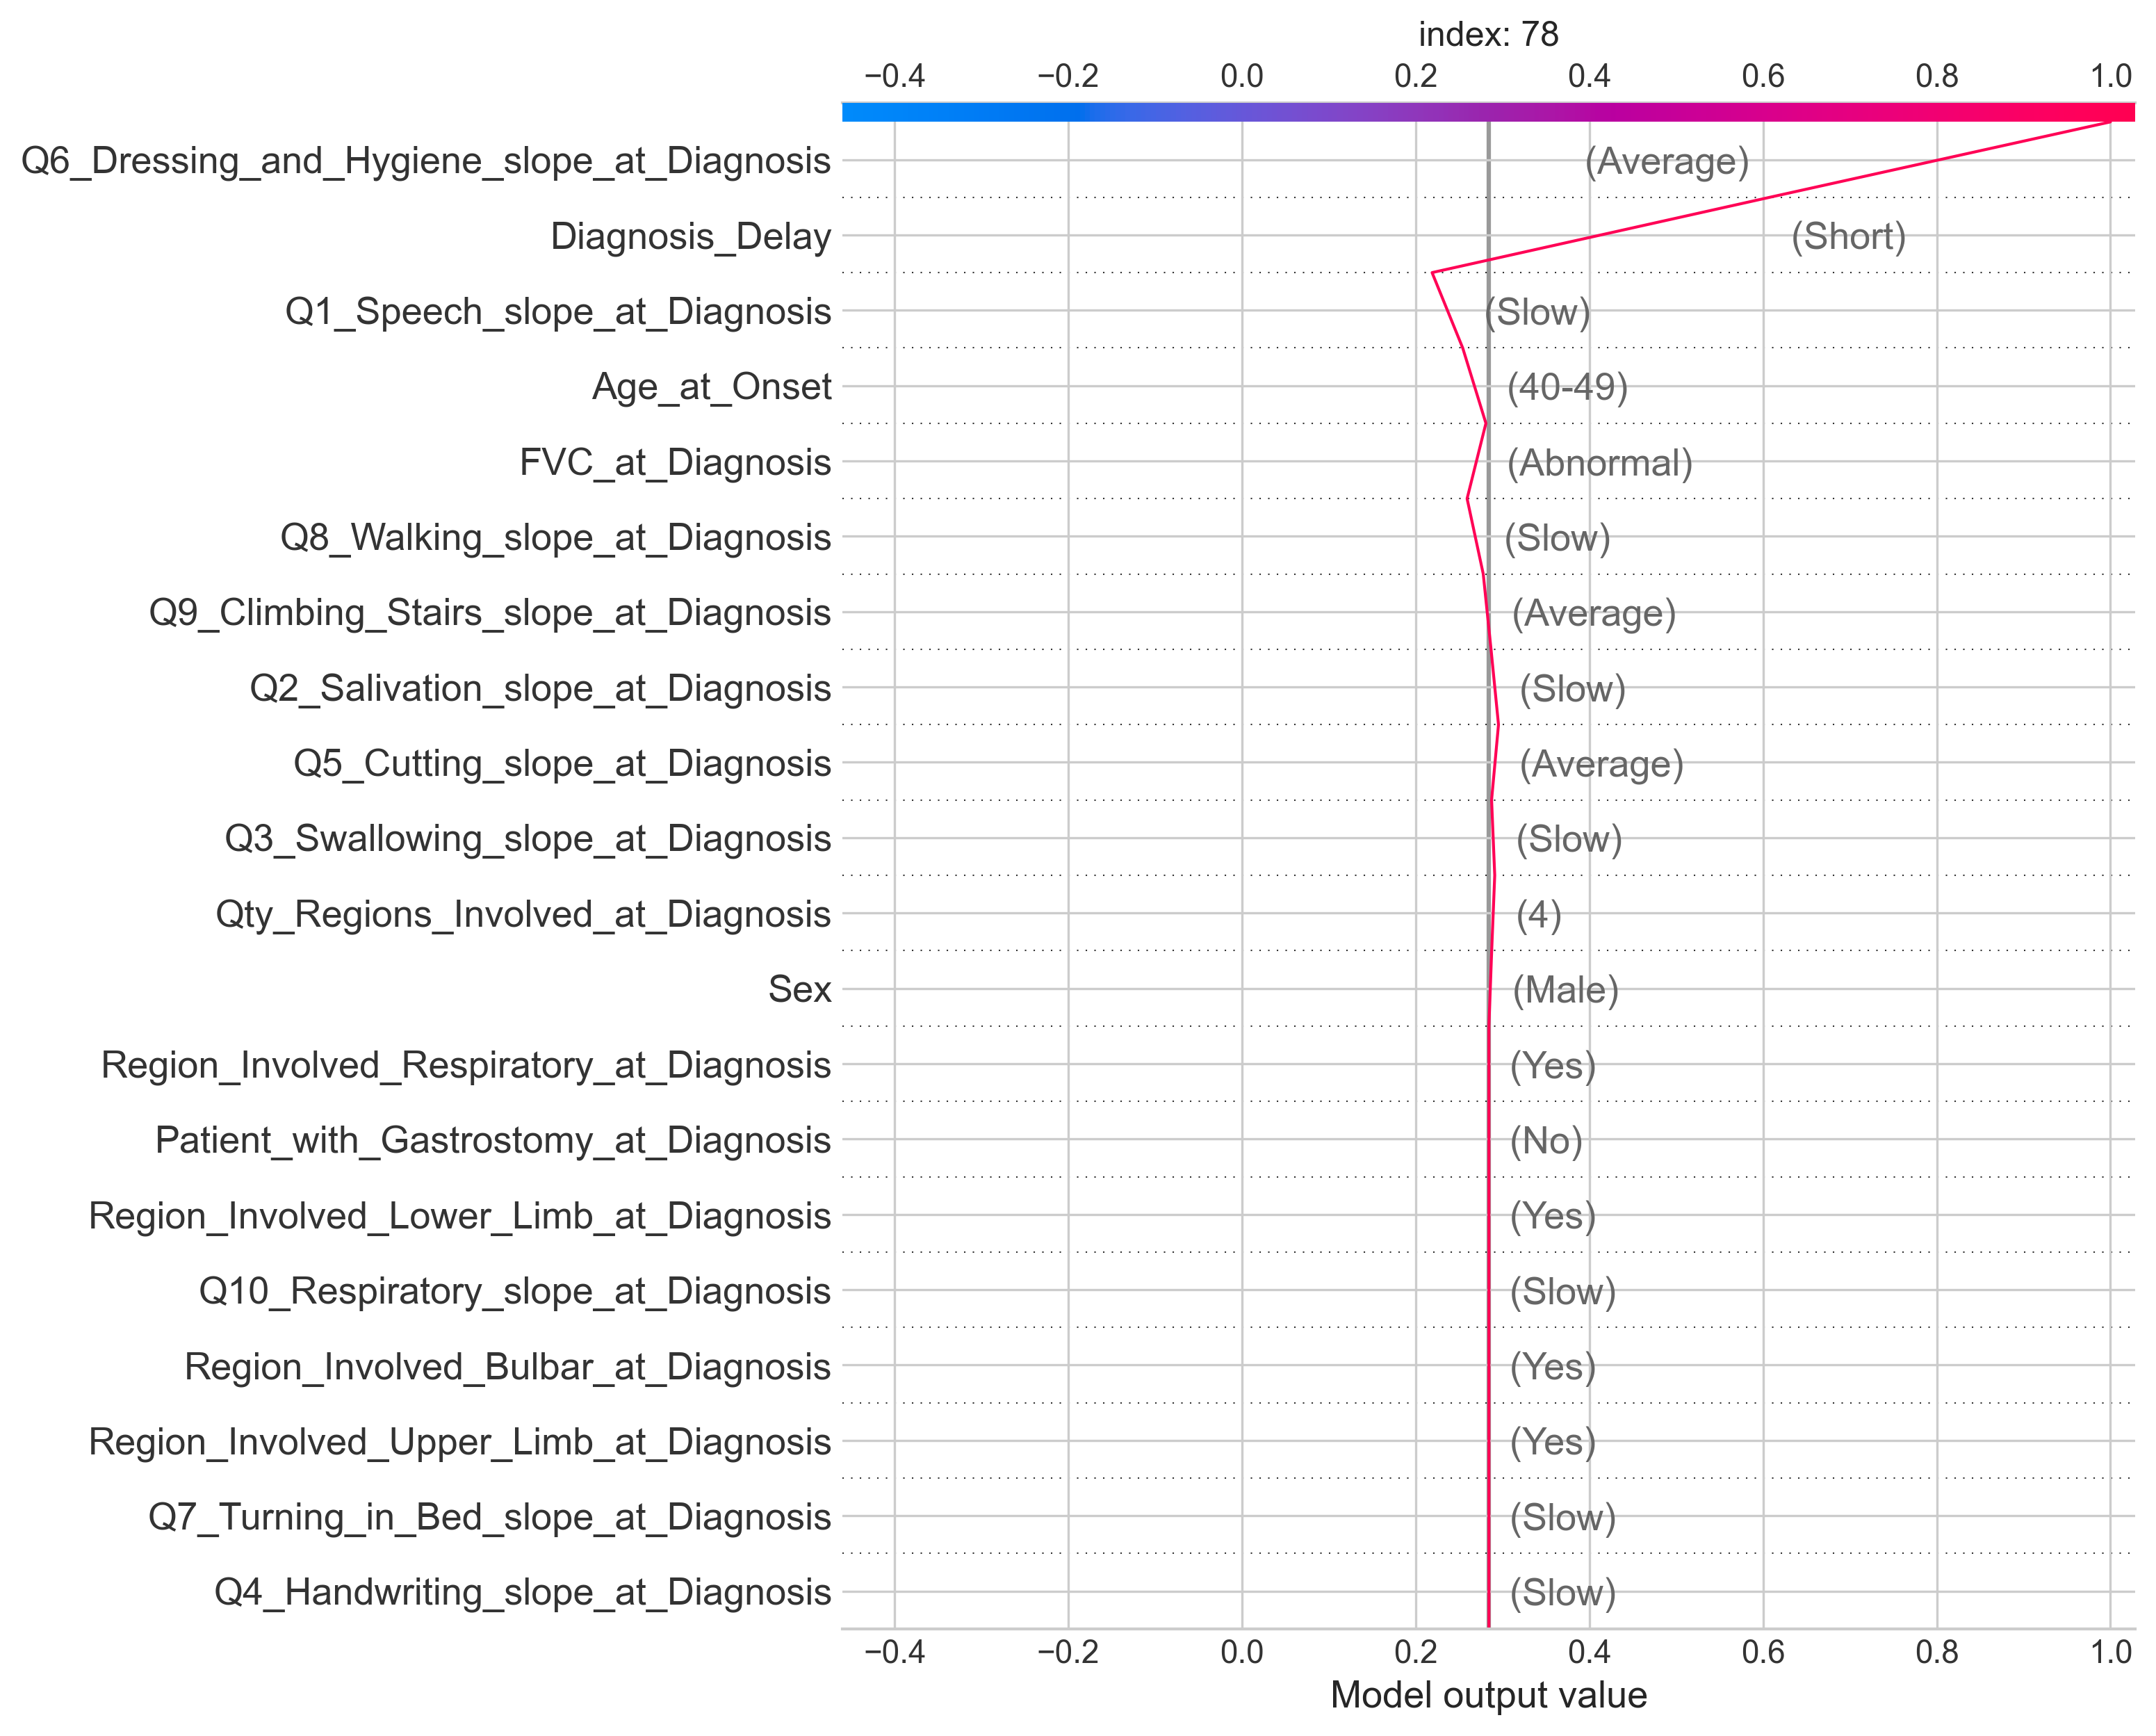 index: 78
−0.4 −0.2 0.0 0.2 0.4 0.6 0.8 1.0
Q6_Dressing_and_Hygiene_slope_at_Diagnosis (Average)
Diagnosis_Delay (Short)
Q1_Speech_slope_at_Diagnosis (Slow)
Age_at_Onset (40-49)
FVC_at_Diagnosis (Abnormal)
Q8_Walking_slope_at_Diagnosis (Slow)
Q9_Climbing_Stairs_slope_at_Diagnosis (Average)
Q2_Salivation_slope_at_Diagnosis (Slow)
Q5_Cutting_slope_at_Diagnosis (Average)
Q3_Swallowing_slope_at_Diagnosis (Slow)
Qty_Regions_Involved_at_Diagnosis (4)
Sex (Male)
Region_Involved_Respiratory_at_Diagnosis (Yes)
Patient_with_Gastrostomy_at_Diagnosis (No)
Region_Involved_Lower_Limb_at_Diagnosis (Yes)
Q10_Respiratory_slope_at_Diagnosis (Slow)
Region_Involved_Bulbar_at_Diagnosis (Yes)
Region_Involved_Upper_Limb_at_Diagnosis (Yes)
Q7_Turning_in_Bed_slope_at_Diagnosis (Slow)
Q4_Handwriting_slope_at_Diagnosis (Slow)
−0.4 −0.2 0.0 0.2 0.4 0.6 0.8 1.0
Model output value